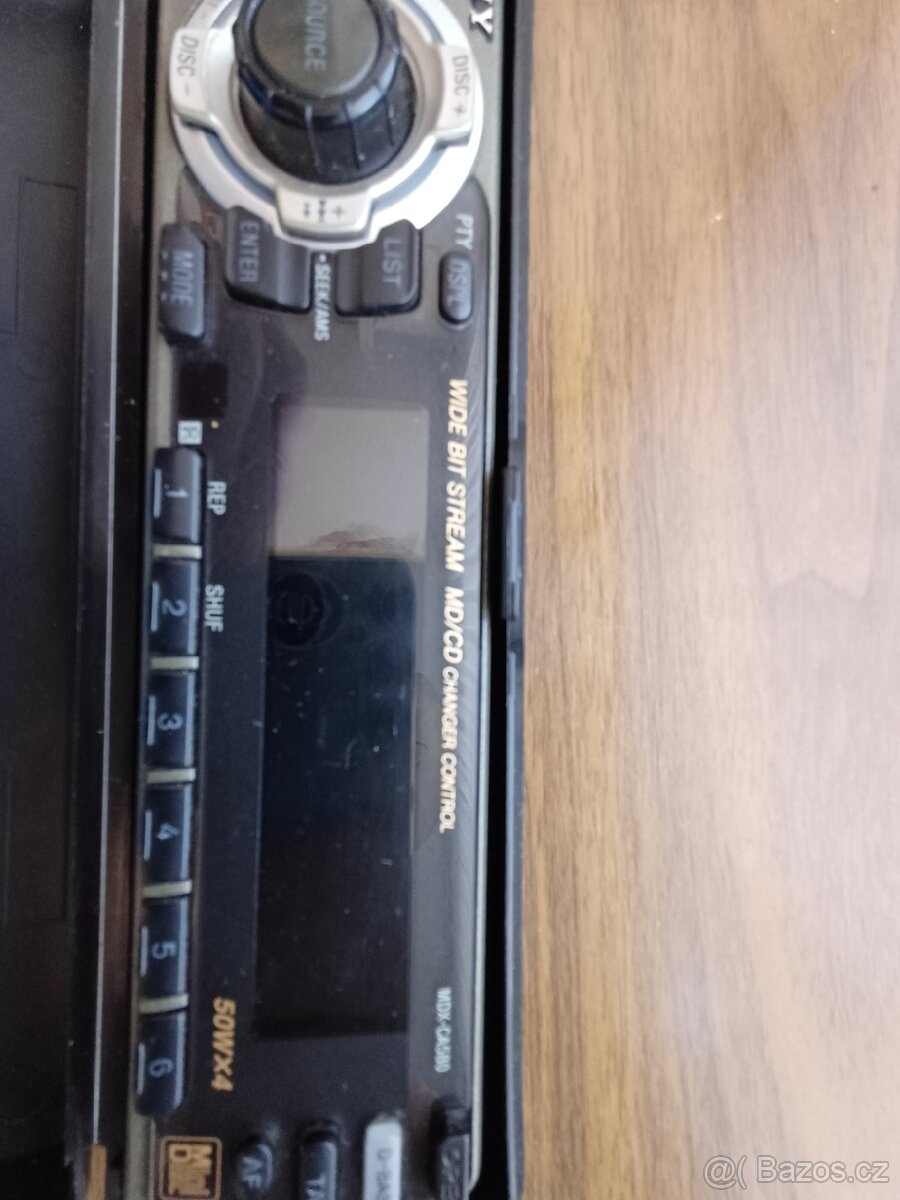 SOURCE
DISC -
DISC +
+
PTY
DSPL
LIST
•SEEK/AMS
ENTER
MODE
WIDE BIT STREAM MD/CD CHANGER CONTROL
REP
SHUF
1
2
3
4
5
6
MDX-CA580
50W×4
AF
@( Bazos.cz